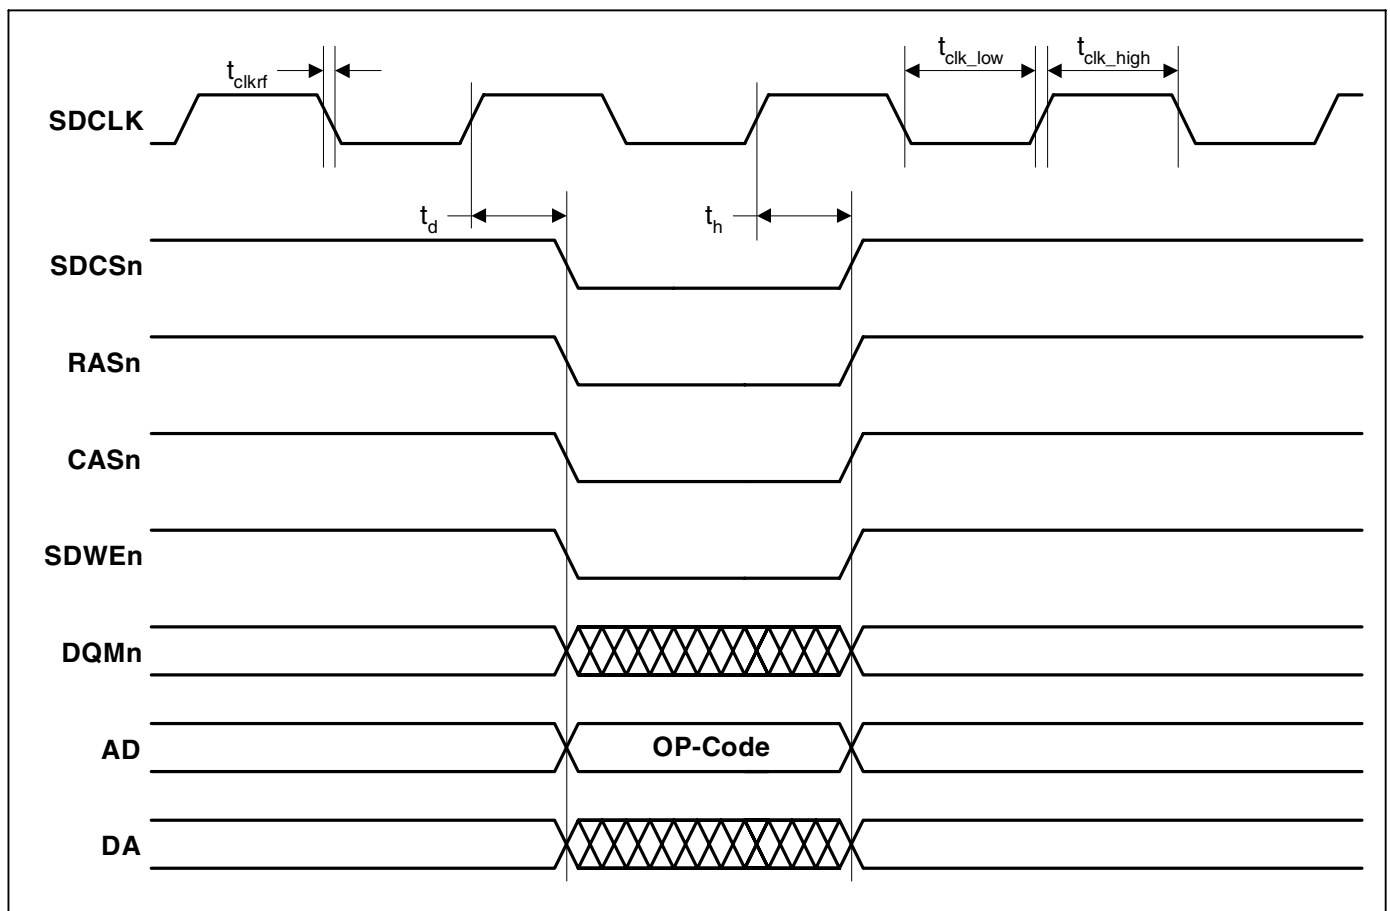 t_clkrf
t_clk_low
t_clk_high
SDCLK
t_d
t_h
SDCSn
RASn
CASn
SDWEn
DQMn
AD
OP-Code
DA